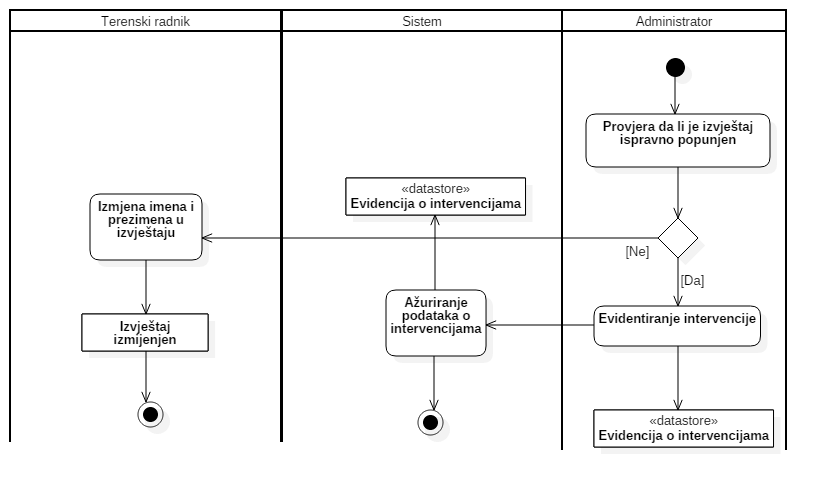 Terenski radnik
Sistem
Administrator
Provjera da li je izvještaj
ispravno popunjen
«datastore»
Evidencija o intervencijama
Izmjena imena i
prezimena u
izvještaju
[Ne]
[Da]
Ažuriranje
podataka o
intervencijama
Evidentiranje intervencije
Izvještaj
izmijenjen
«datastore»
Evidencija o intervencijama